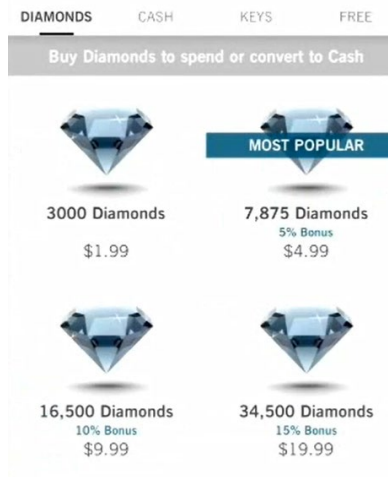 DIAMONDS CASH KEYS FREE
Buy Diamonds to spend or convert to Cash
MOST POPULAR
3000 Diamonds 7,875 Diamonds
5% Bonus
$1.99 $4.99
16,500 Diamonds 34,500 Diamonds
10% Bonus 15% Bonus
$9.99 $19.99